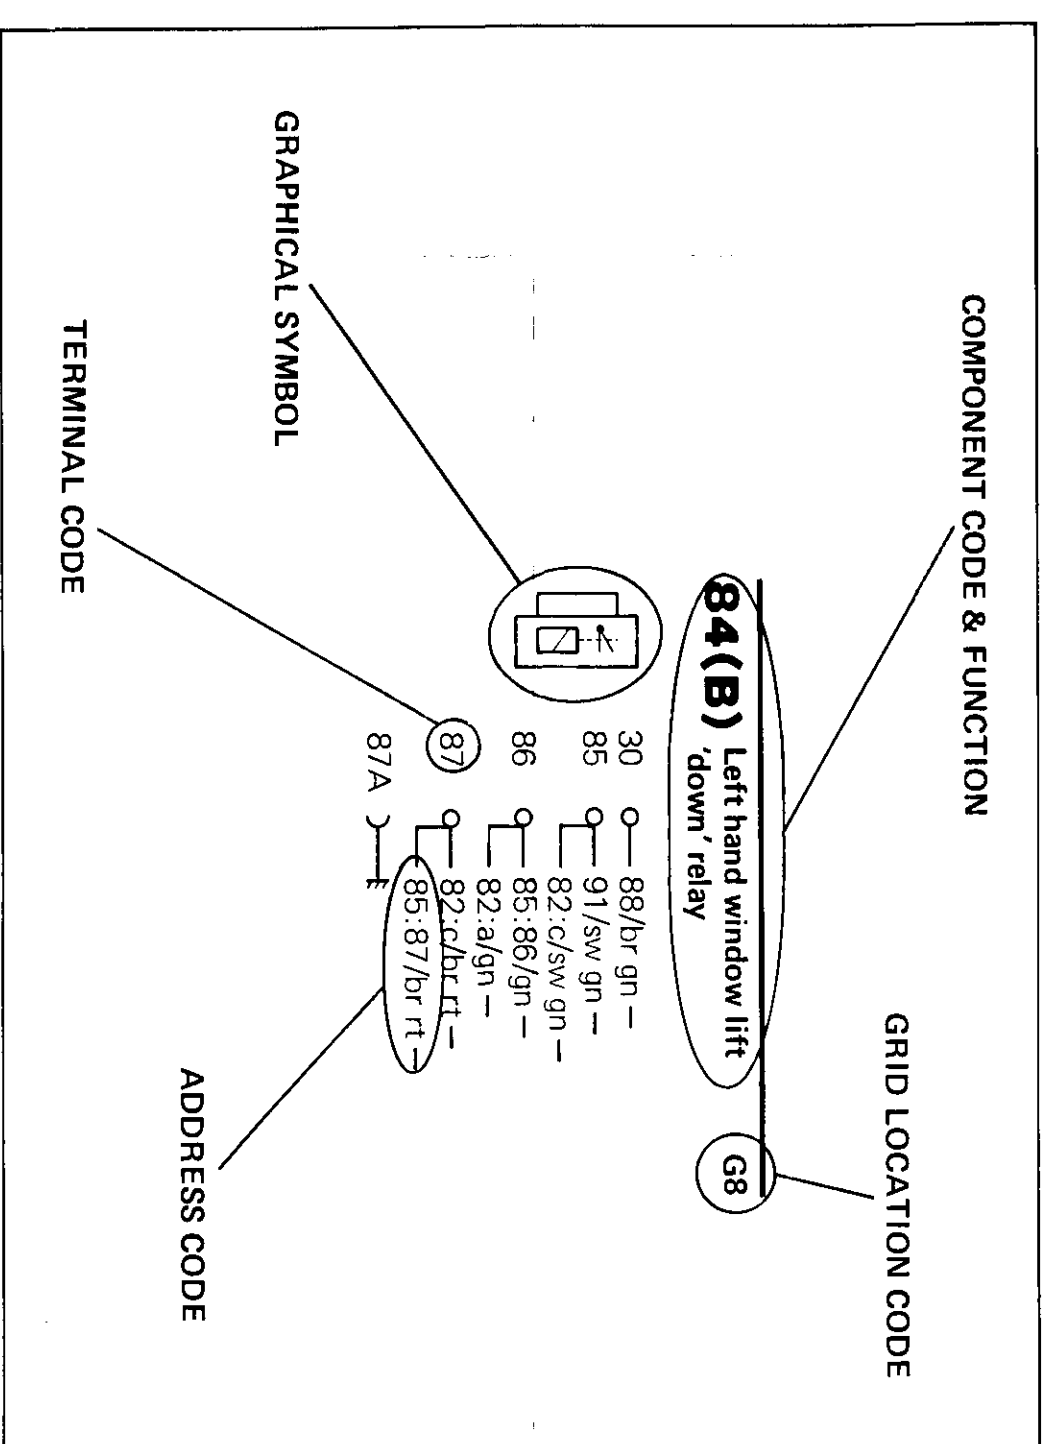 COMPONENT CODE & FUNCTION
GRID LOCATION CODE
84(B) Left hand window lift
'down' relay
G8
30 88/br gn —
85 91/sw gn —
82:c/sw gn —
86 85:86/gn —
82:a/gn —
87 82:c/br rt —
85:87/br rt —
87A
GRAPHICAL SYMBOL
ADDRESS CODE
TERMINAL CODE